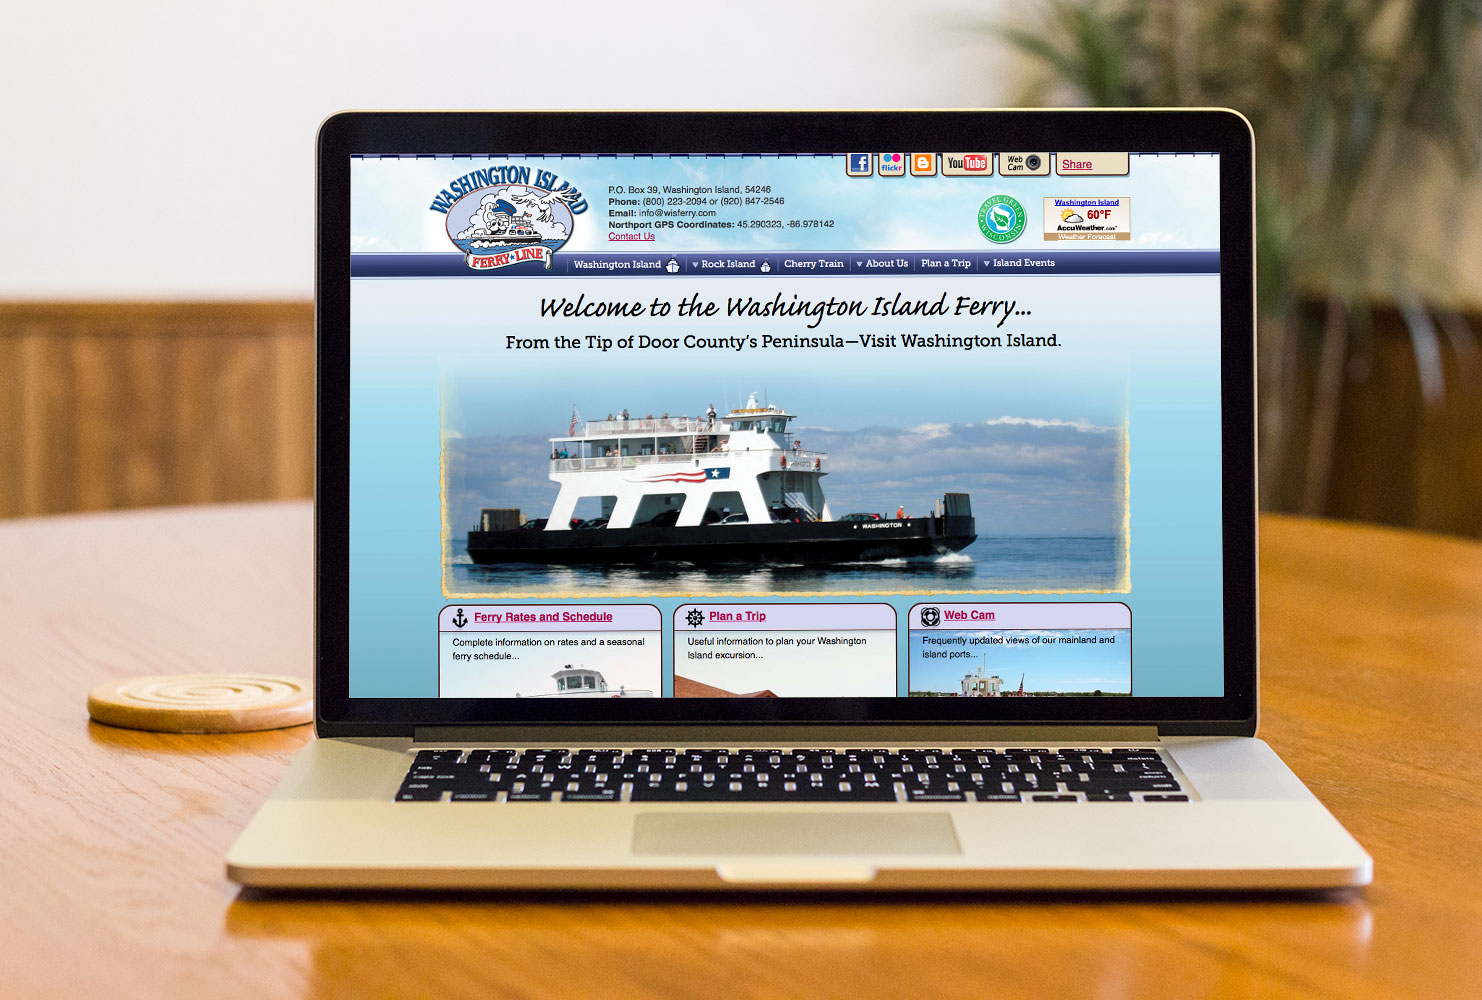 WASHINGTON ISLAND
FERRY LINE
P.O. Box 39, Washington Island, 54246
Phone: (800) 223-2094 or (920) 847-2546
Email: info@wisferry.com
Northport GPS Coordinates: 45.290323, -86.978142
Contact Us
flickr
YouTube
Web Cam
Share
TRAVEL GREEN WISCONSIN
Washington Island
60°F
AccuWeather.com
Weather Forecast
Washington Island Rock Island Cherry Train About Us Plan a Trip Island Events
Welcome to the Washington Island Ferry...
From the Tip of Door County's Peninsula—Visit Washington Island.
WASHINGTON
Ferry Rates and Schedule
Complete information on rates and a seasonal
ferry schedule...
Plan a Trip
Useful information to plan your Washington
Island excursion...
Web Cam
Frequently updated views of our mainland and
island ports...